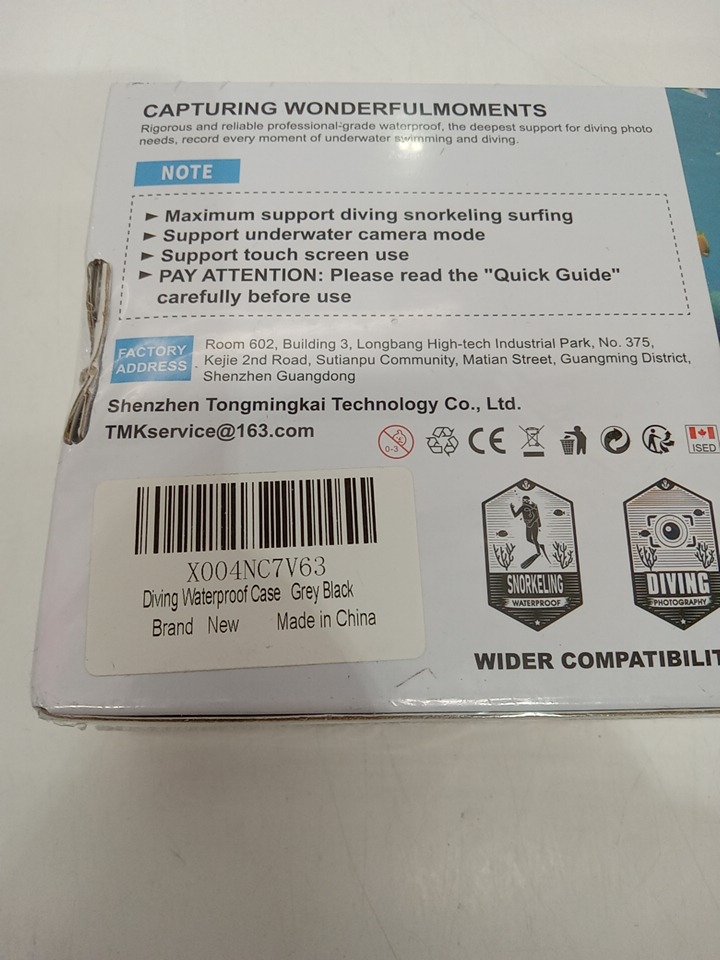 CAPTURING WONDERFULMOMENTS
Rigorous and reliable professional-grade waterproof, the deepest support for diving photo
needs, record every moment of underwater swimming and diving.
NOTE
► Maximum support diving snorkeling surfing
► Support underwater camera mode
► Support touch screen use
► PAY ATTENTION: Please read the "Quick Guide"
carefully before use
FACTORY
ADDRESS
Room 602, Building 3, Longbang High-tech Industrial Park, No. 375,
Kejie 2nd Road, Sutianpu Community, Matian Street, Guangming District,
Shenzhen Guangdong
Shenzhen Tongmingkai Technology Co., Ltd.
TMKservice@163.com
0-3
CE
ISED
X004NC7V63
Diving Waterproof Case Grey Black
Brand New Made in China
SNORKELING
WATERPROOF
DIVING
PHOTOGRAPHY
WIDER COMPATIBILIT